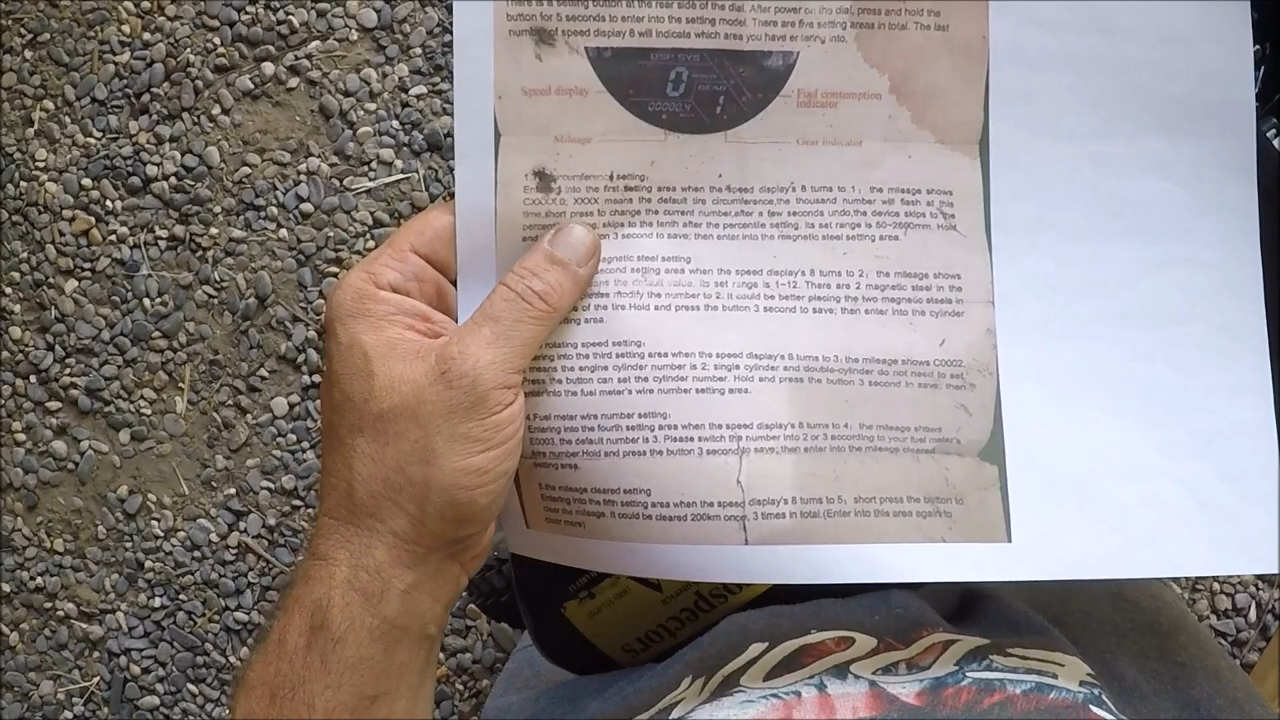 There is a setting button at the rear side of the dial. After power on the dial, press and hold the
button for 5 seconds to enter into the setting model. There are five setting areas in total. The last
number of speed display 8 will indicate which area you have entering into.
0
GEAR
00000.4
1
Speed display
Fuel comtomption
indicator
Mileage
Gear indicator
setting;
Entered into the first setting area when the speed display's 8 turns to 1; the mileage shows
CXXXX.0; XXXX means the default tire circumference,the thousand number will flash at this
time,short press to change the current number,after a few seconds undo,the device skips to the
skips to the tenth after the percentile setting. Its set range is 50~2600mm. Hold
and 3 second to save; then enter into the magnetic steel setting area.
agnetic steel setting
econd setting area when the speed display's 8 turns to 2; the mileage shows
the default value. Its set range is 1~12. There are 2 magnetic steel in the
please modify the number to 2. It could be better placing the two magnetic steels in
of the tire.Hold and press the button 3 second to save; then enter into the cylinder
area.
rotating speed setting;
ering into the third setting area when the speed display's 8 turns to 3;the mileage shows C0002,
means the engine cylinder number is 2; single cylinder and double-cylinder do not need to set.
Press the button can set the cylinder number. Hold and press the button 3 second to save; then
enter into the fuel meter's wire number setting area.
4.Fuel meter wire number setting;
Entering into the fourth setting area when the speed display's 8 turns to 4; the mileage shows
E0003, the default number is 3. Please switch the number into 2 or 3 according to your fuel meter's
wire number.Hold and press the button 3 second to save; then enter into the mileage cleared
setting area.
5.the mileage cleared setting
Entering into the fifth setting area when the speed display's 8 turns to 5; short press the button to
clear the mileage. It could be cleared 200km once, 3 times in total.(Enter into this area again to
clear more)
ospectors